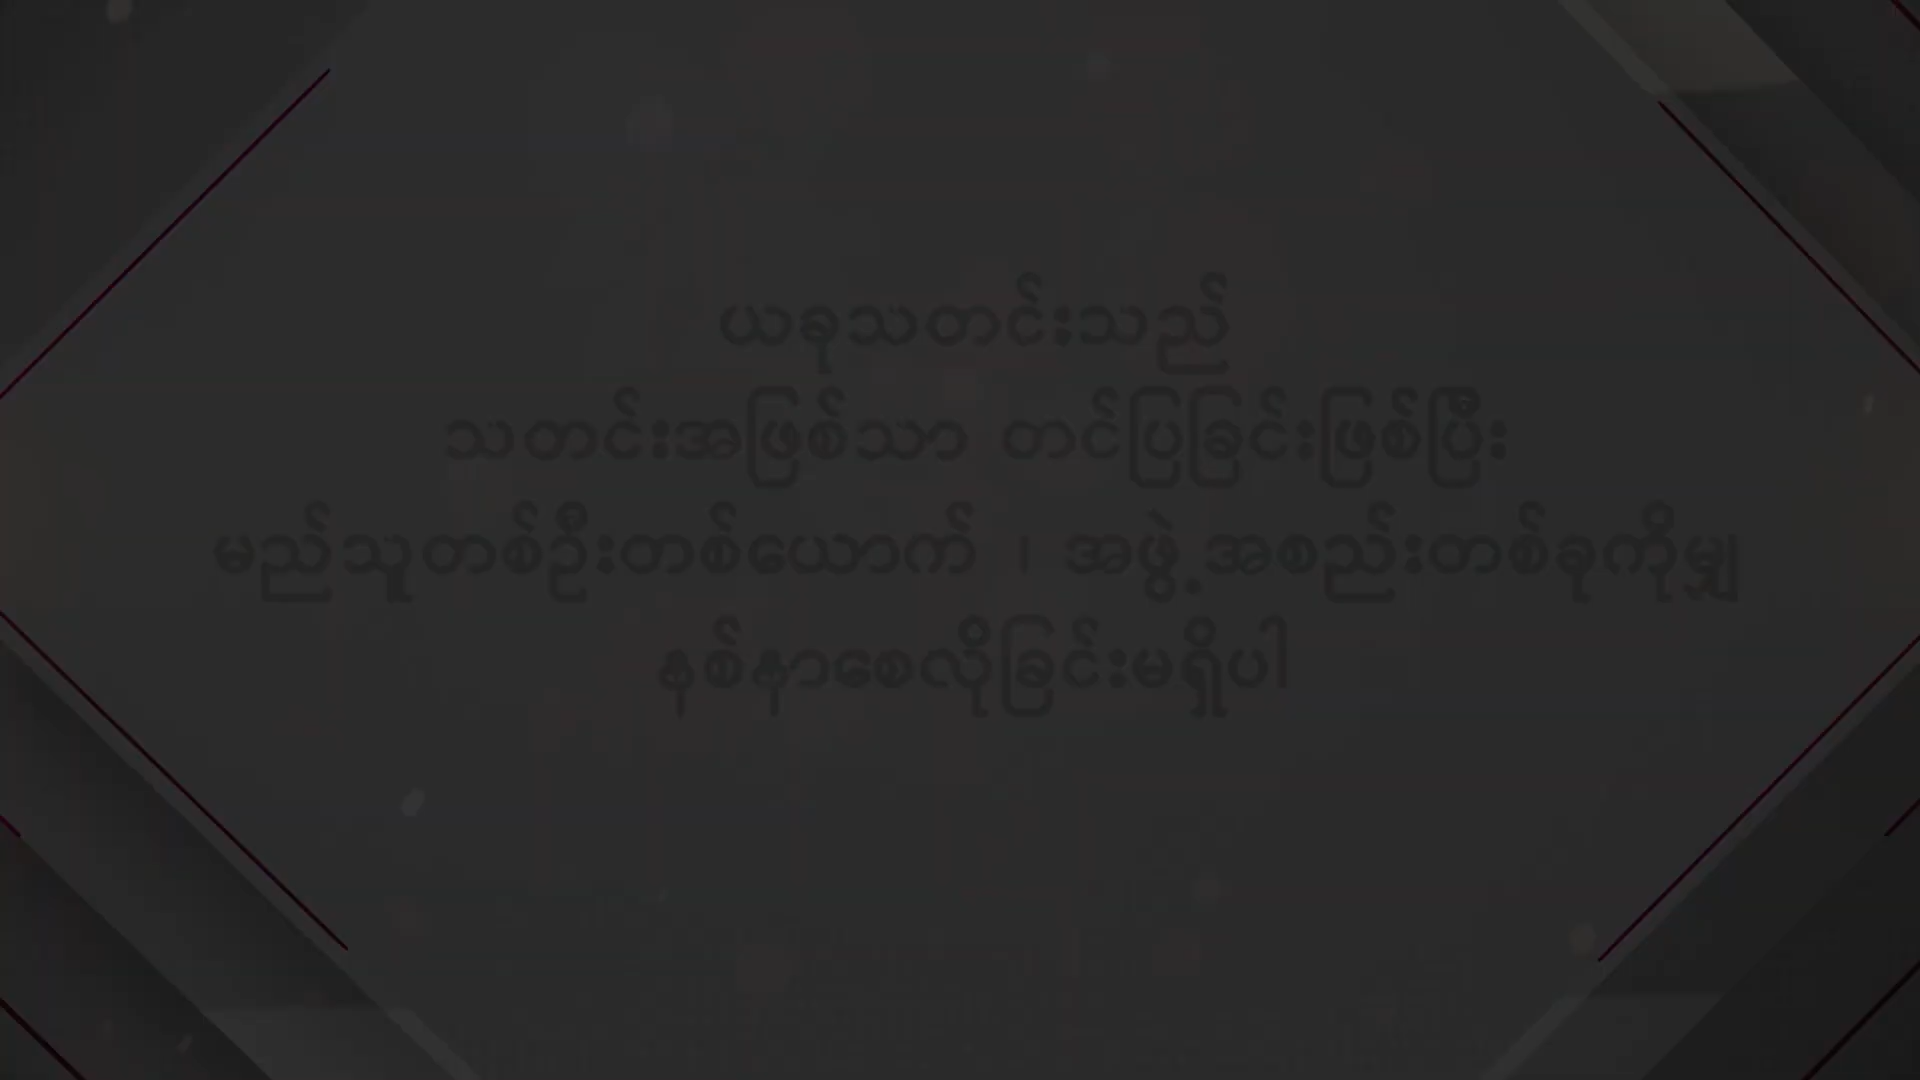 ယခုသတင်းသည်
သတင်းအဖြစ်သာ တင်ပြခြင်းဖြစ်ပြီး
မည်သူတစ်ဦးတစ်ယောက် ၊ အဖွဲ့အစည်းတစ်ခုကိုမျှ
နစ်နာစေလိုခြင်းမရှိပါ